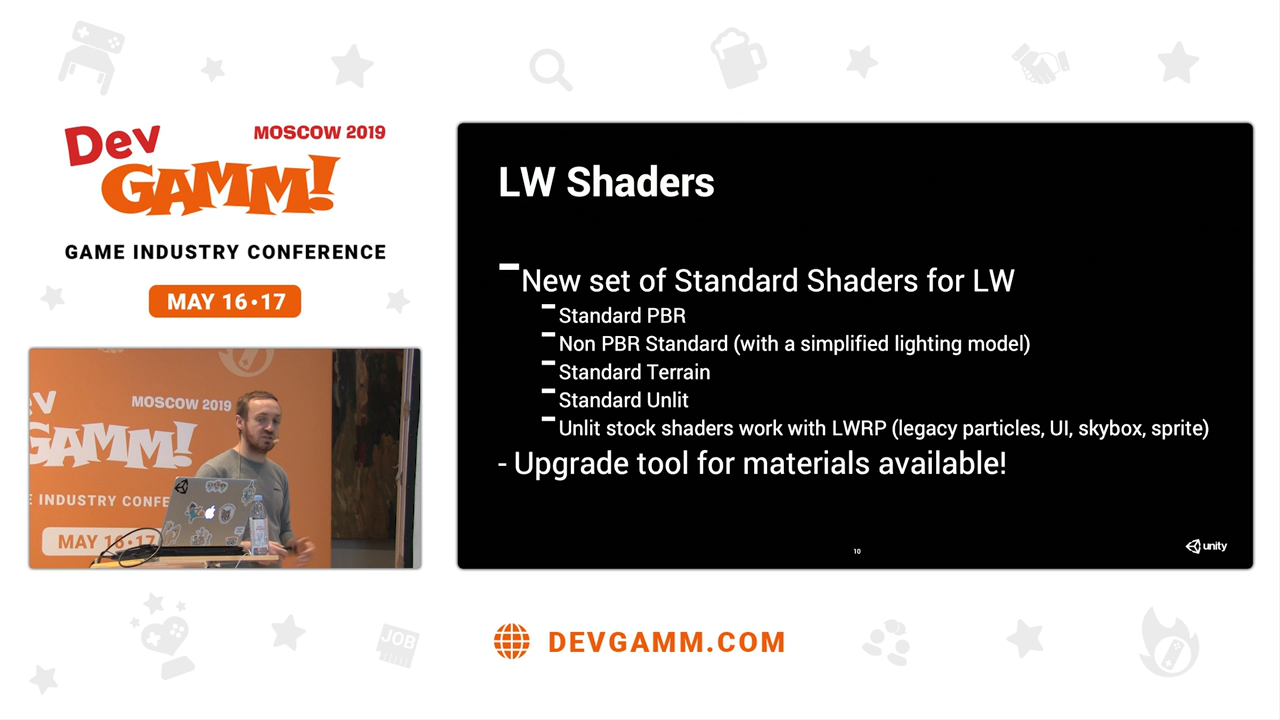 Dev
GAMM!
MOSCOW 2019
GAME INDUSTRY CONFERENCE
MAY 16•17
EV
GAMM!
MOSCOW 2019
E INDUSTRY CONFE
MAY 16•17
LW Shaders
- New set of Standard Shaders for LW
- Standard PBR
- Non PBR Standard (with a simplified lighting model)
- Standard Terrain
- Standard Unlit
- Unlit stock shaders work with LWRP (legacy particles, UI, skybox, sprite)
- Upgrade tool for materials available!
10
unity
JOB
DEVGAMM.COM